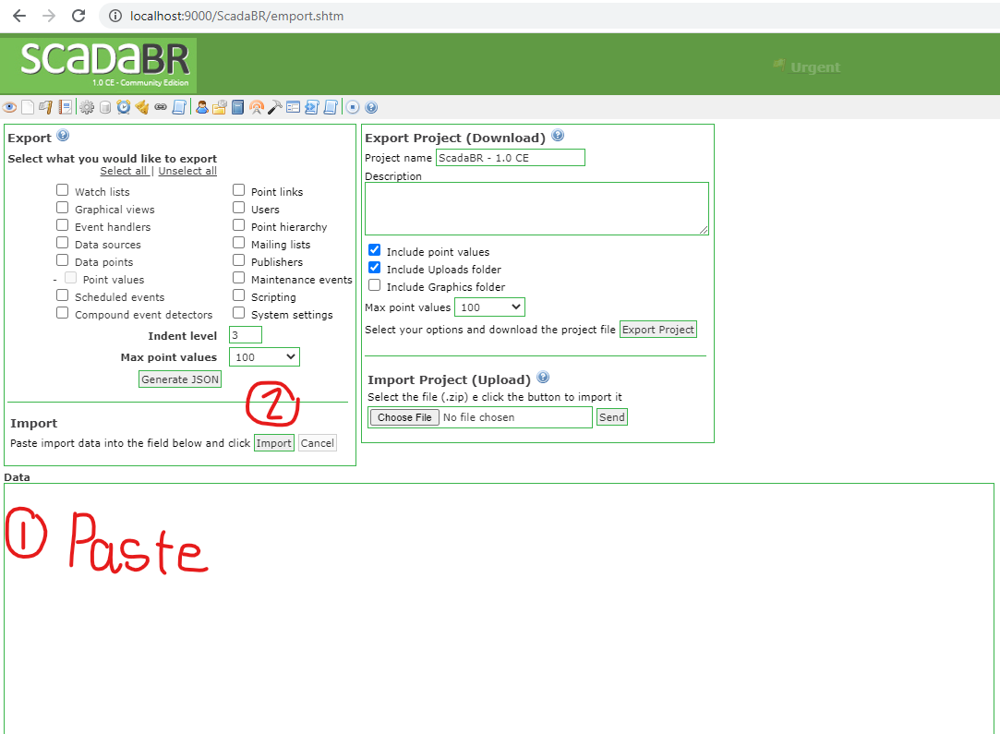 localhost:9000/ScadaBR/emport.shtm
SCADABR
1.0 CE - Community Edition
Urgent
Export
Select what you would like to export
Select all | Unselect all
Watch lists
Graphical views
Event handlers
Data sources
Data points
- Point values
Scheduled events
Compound event detectors
Point links
Users
Point hierarchy
Mailing lists
Publishers
Maintenance events
Scripting
System settings
Indent level 3
Max point values 100
Generate JSON
2
Import
Paste import data into the field below and click Import Cancel
Export Project (Download)
Project name ScadaBR - 1.0 CE
Description
Include point values
Include Uploads folder
Include Graphics folder
Max point values 100
Select your options and download the project file Export Project
Import Project (Upload)
Select the file (.zip) e click the button to import it
Choose File No file chosen Send
Data
1 Paste